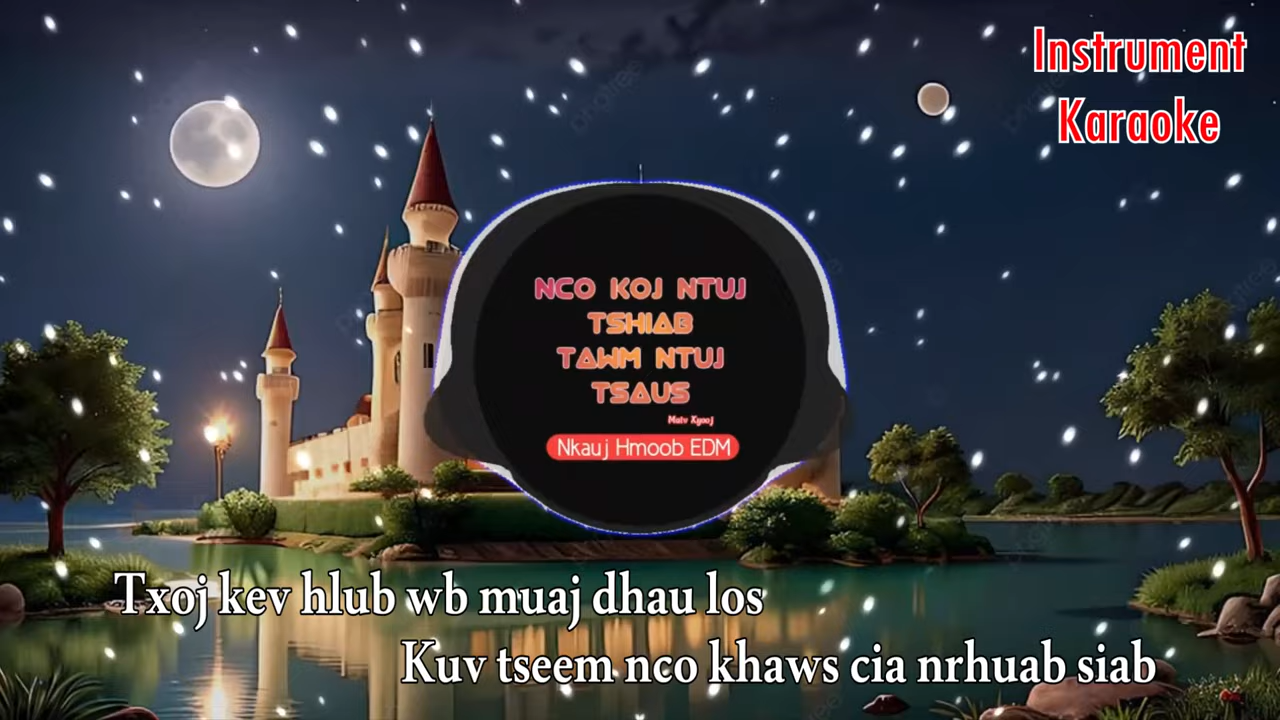 Instrument
Karaoke
NCO KOJ NTUJ
TSHIAB
TAWM NTUJ
TSAUS
Nkauj Hmoob EDM
Txoj kev hlub wb muaj dhau los
Kuv tseem nco khaws cia nrhuab siab